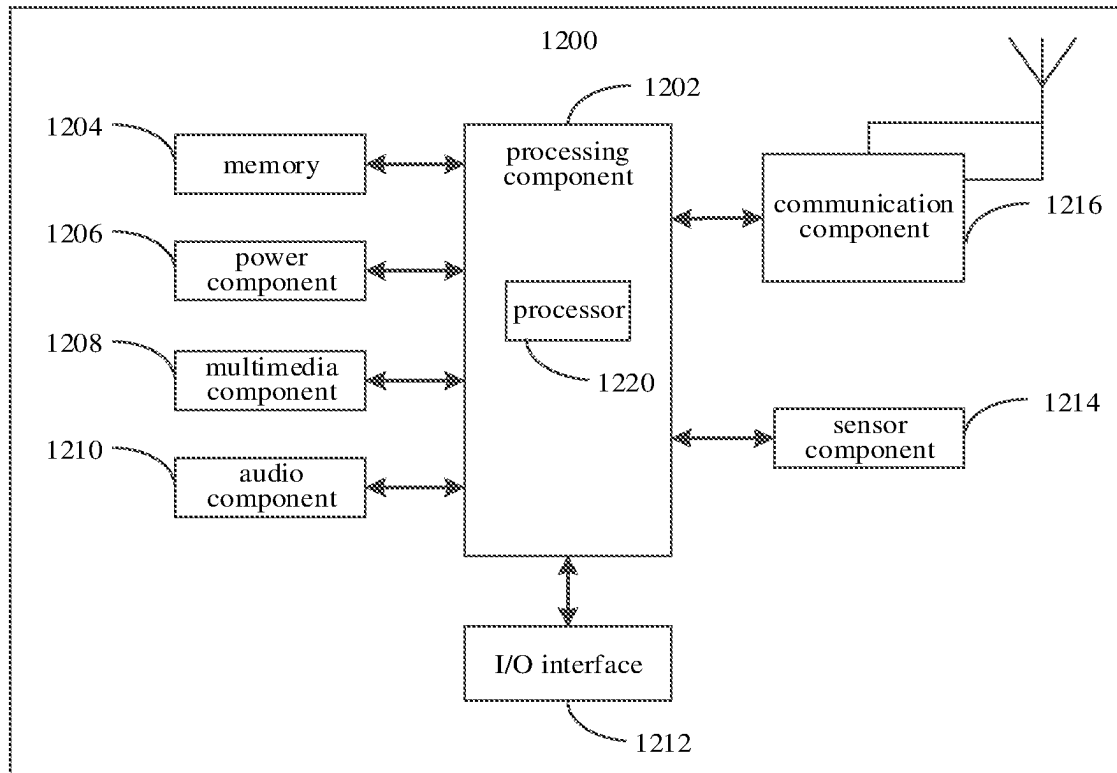 1200
1202
1204
memory
processing
component
communication
component
1216
1206
power
component
processor
1208
multimedia
component
1220
1214
sensor
component
1210
audio
component
I/O interface
1212